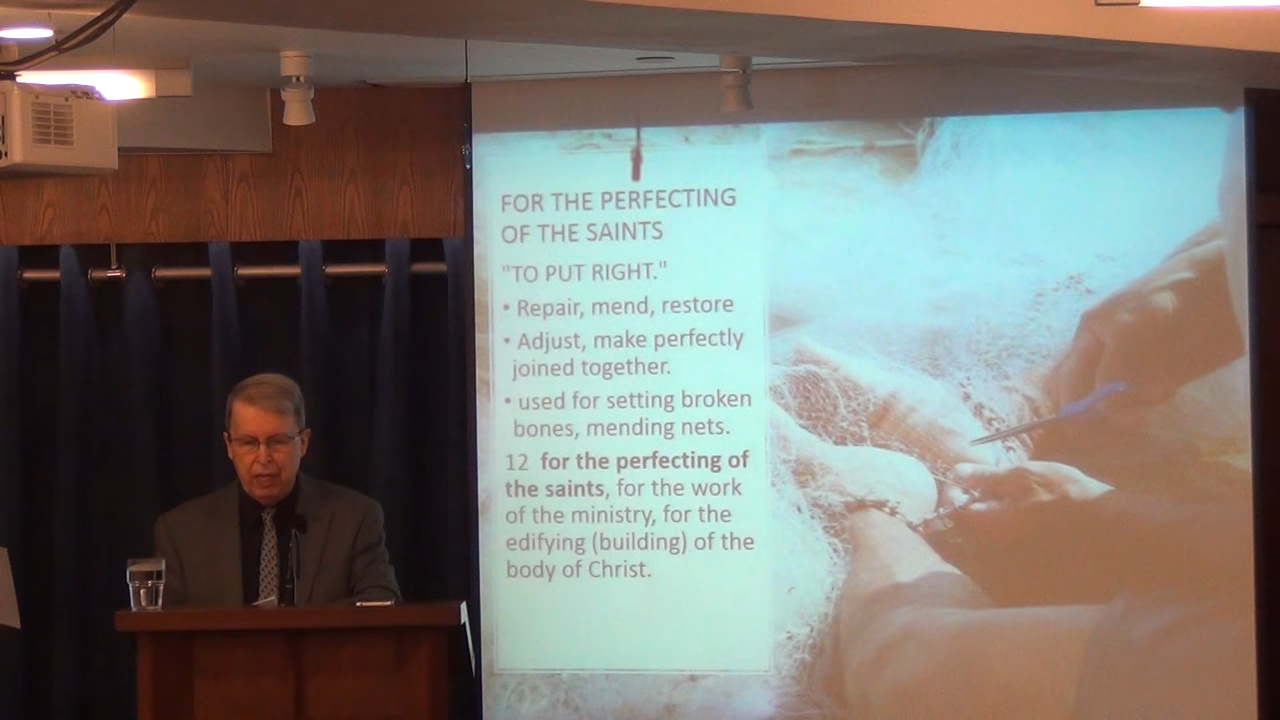 FOR THE PERFECTING
OF THE SAINTS
"TO PUT RIGHT."
• Repair, mend, restore
• Adjust, make perfectly
joined together.
• used for setting broken
bones, mending nets.
12 for the perfecting of
the saints, for the work
of the ministry, for the
edifying (building) of the
body of Christ.